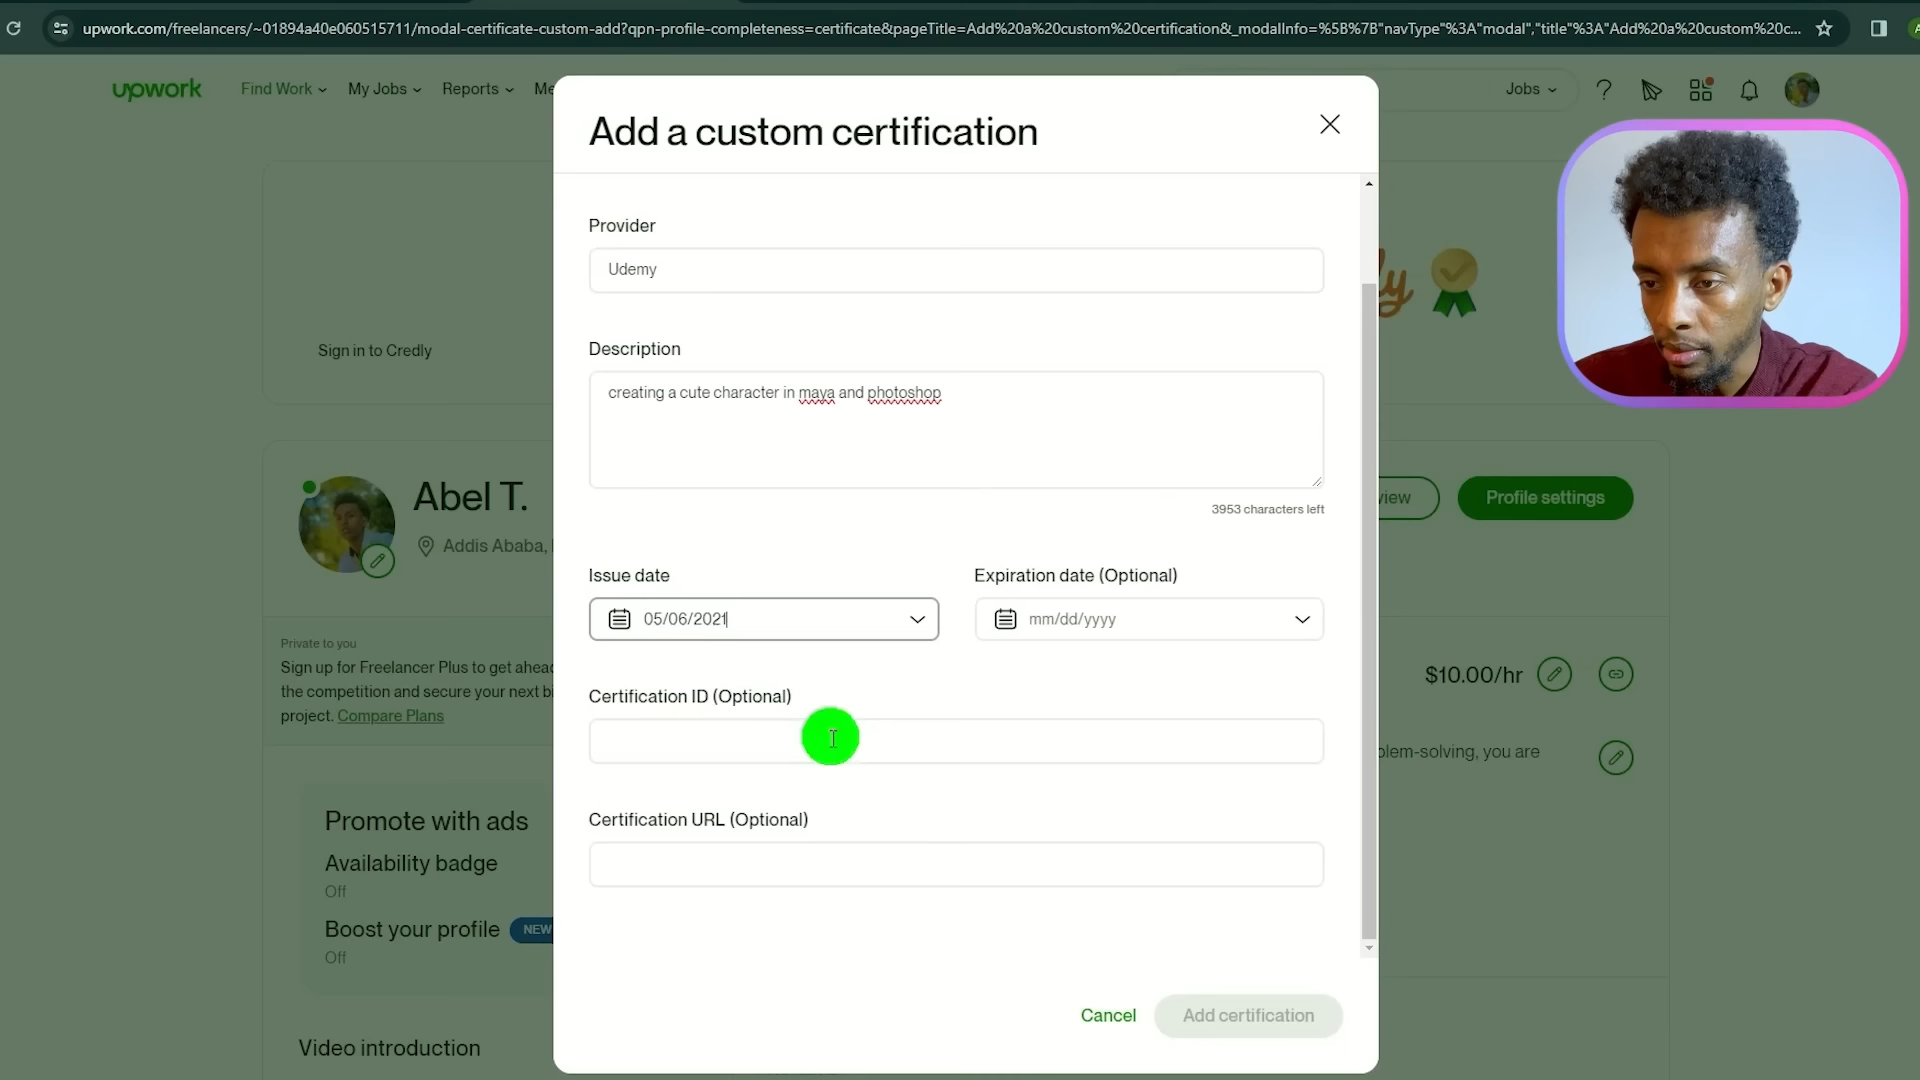 upwork.com/freelancers/~01894a40e060515711/modal-certificate-custom-add?qpn-profile-completeness=certificate&pageTitle=Add%20a%20custom%20certification&_modalInfo=%5B%7B"navType"%3A"modal","title"%3A"Add%20a%20custom%20c...
upwork
Find Work
My Jobs
Reports
Me
Jobs
Add a custom certification
Provider
Udemy
Sign in to Credly
Description
creating a cute character in maya and photoshop
3953 characters left
Abel T.
Addis Ababa,
view
Profile settings
Issue date
Expiration date (Optional)
05/06/2021
mm/dd/yyyy
Private to you
Sign up for Freelancer Plus to get ahead
the competition and secure your next bi
project. Compare Plans
$10.00/hr
Certification ID (Optional)
blem-solving, you are
Certification URL (Optional)
Promote with ads
Availability badge
Off
Boost your profile NEW
Off
Cancel
Add certification
Video introduction